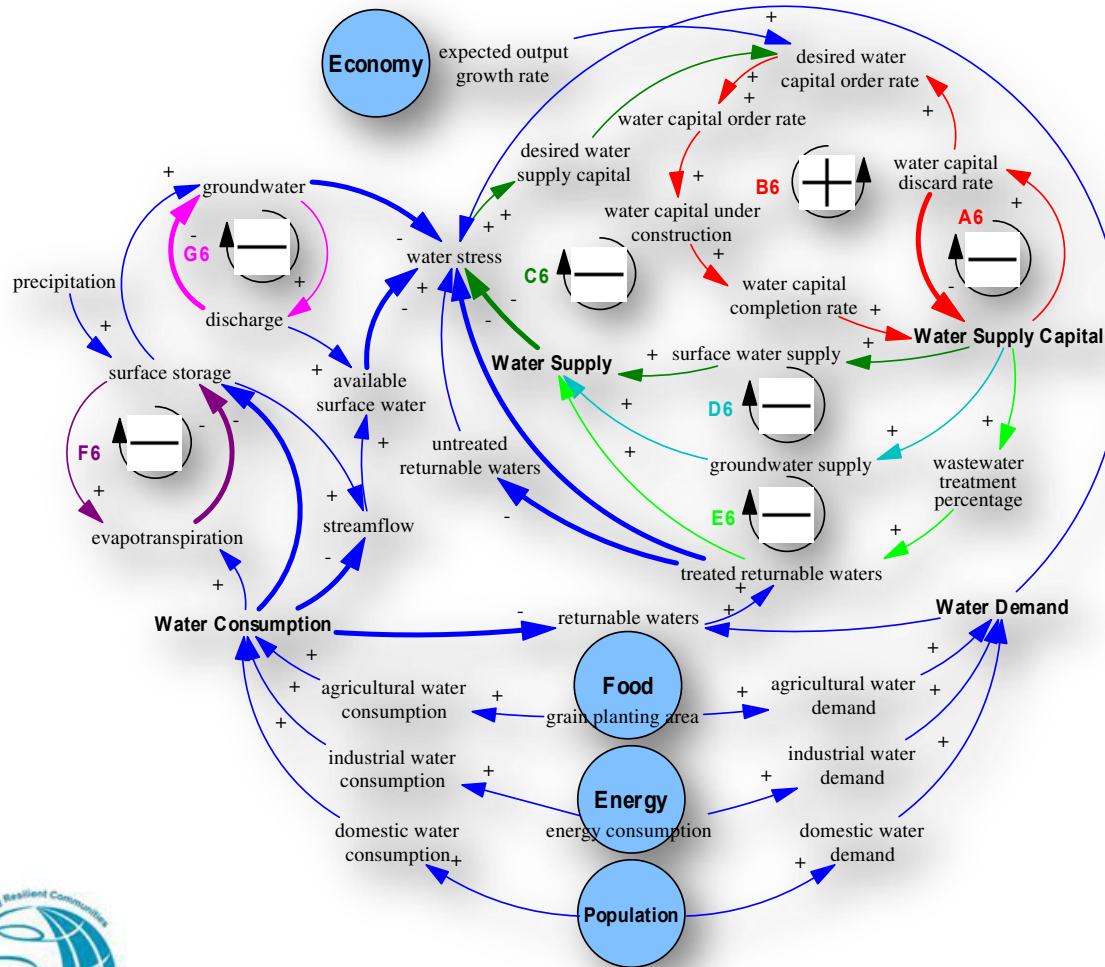 Economy
expected output
growth rate
+
desired water
capital order rate
+
+
water capital order rate
+
desired water
supply capital
water capital
discard rate
B6
+
A6
+
groundwater
+
water capital under
construction
+
+
-
G6
-
water stress
C6
+
-
precipitation
+
discharge
+
-
-
water capital
completion rate
+
Water Supply Capital
+
surface storage
+
available
surface water
-
-
Water Supply
+
surface water supply
+
D6
F6
-
-
+
untreated
returnable waters
+
+
groundwater supply
+
wastewater
treatment
percentage
+
evapotranspiration
+
streamflow
-
E6
+
treated returnable waters
+
-
Water Consumption
-
returnable waters
+
Water Demand
+
agricultural water
consumption
+
Food
grain planting area
+
agricultural water
demand
+
+
industrial water
consumption
+
Energy
energy consumption
+
industrial water
demand
+
+
domestic water
consumption
+
Population
+
domestic water
demand
+
Resilient Communities